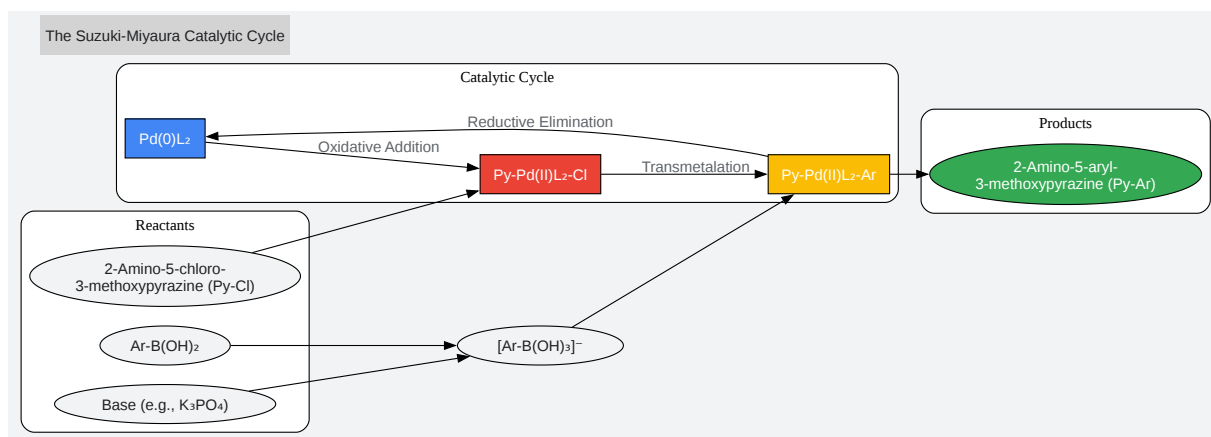 The Suzuki-Miyaura Catalytic Cycle
Catalytic Cycle
Pd(0)L₂
Reductive Elimination
Oxidative Addition
Py-Pd(II)L₂-Cl
Transmetalation
Py-Pd(II)L₂-Ar
Products
2-Amino-5-aryl-
3-methoxypyrazine (Py-Ar)
Reactants
2-Amino-5-chloro-
3-methoxypyrazine (Py-Cl)
Ar-B(OH)₂
[Ar-B(OH)₃]⁻
Base (e.g., K₃PO₄)